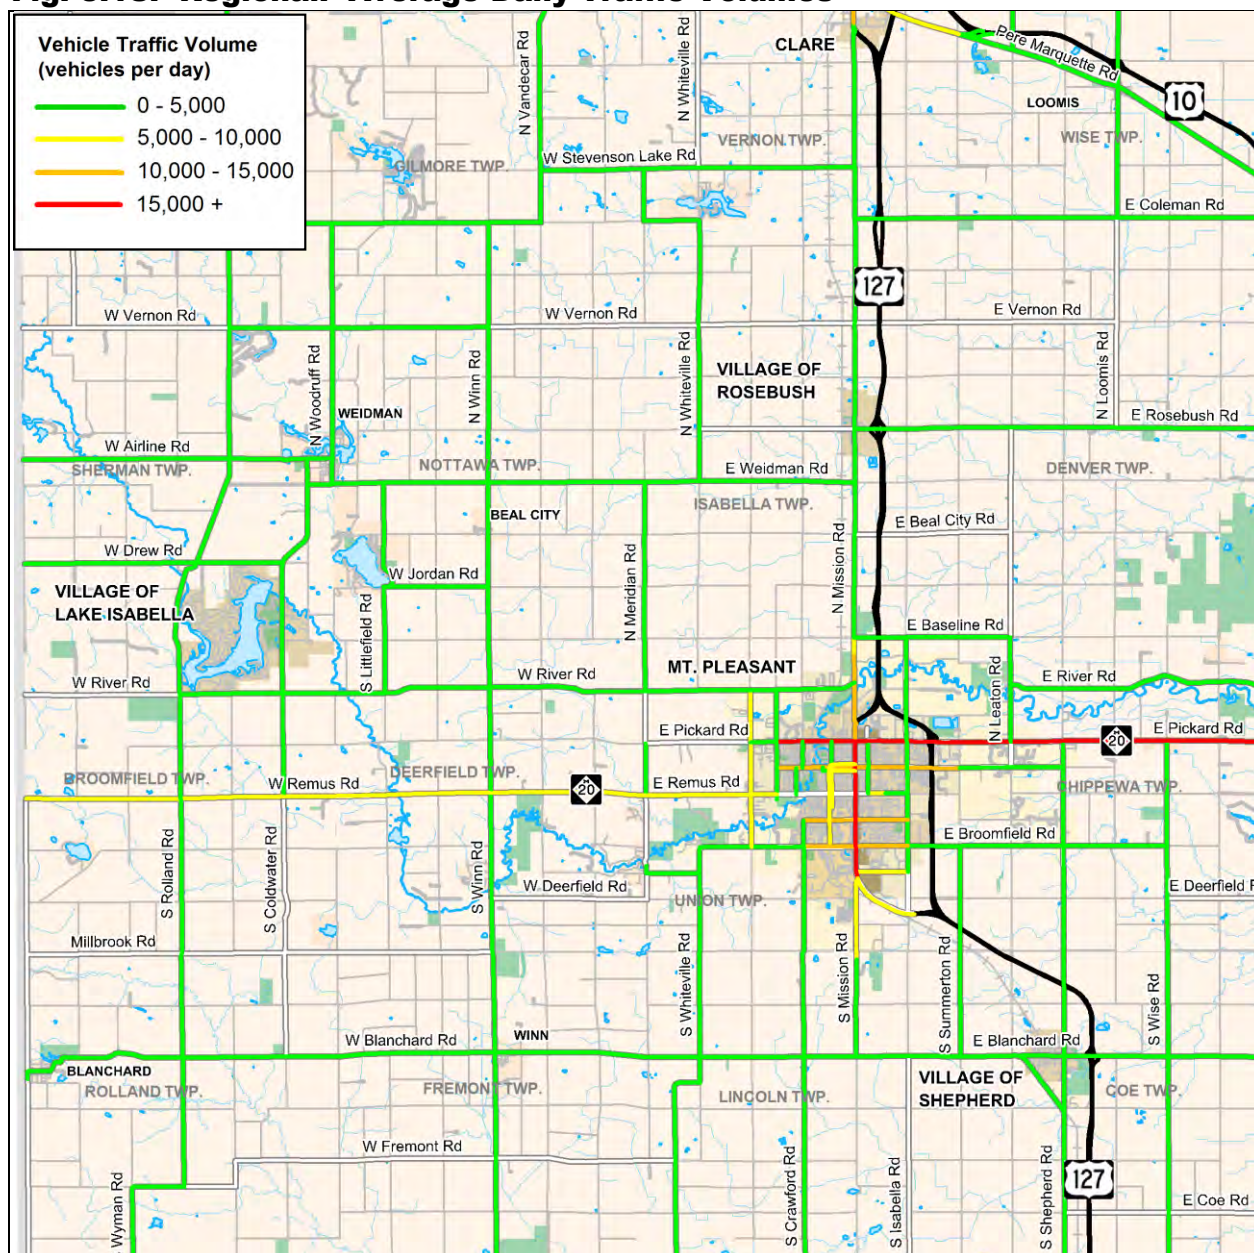 Vehicle Traffic Volume
(vehicles per day)
0 - 5,000
5,000 - 10,000
10,000 - 15,000
15,000 +
CLARE
Pere Marquette Rd
10
LOOMIS
N Vandecar Rd
N Whiteville Rd
VERNON TWP.
WISE TWP.
GILMORE TWP.
W Stevenson Lake Rd
E Coleman Rd
127
W Vernon Rd
W Vernon Rd
E Vernon Rd
N Woodruff Rd
N Winn Rd
N Whiteville Rd
VILLAGE OF
ROSEBUSH
N Loomis Rd
WEIDMAN
E Rosebush Rd
W Airline Rd
SHERMAN TWP.
NOTTAWA TWP.
E Weidman Rd
DENVER TWP.
ISABELLA TWP.
BEAL CITY
E Beal City Rd
W Drew Rd
W Jordan Rd
N Meridian Rd
N Mission Rd
VILLAGE OF
LAKE ISABELLA
S Littlefield Rd
E Baseline Rd
MT. PLEASANT
W River Rd
W River Rd
E River Rd
N Leaton Rd
E Pickard Rd
E Pickard Rd
M
20
BROOMFIELD TWP.
W Remus Rd
DEERFIELD TWP.
M
20
E Remus Rd
CHIPPEWA TWP.
S Rolland Rd
S Coldwater Rd
S Winn Rd
E Broomfield Rd
W Deerfield Rd
E Deerfield R
UNION TWP.
Millbrook Rd
S Whiteville Rd
S Mission Rd
S Summerton Rd
S Wise Rd
W Blanchard Rd
WINN
E Blanchard Rd
BLANCHARD
ROLLAND TWP.
FREMONT TWP.
LINCOLN TWP.
VILLAGE OF
SHEPHERD
COE TWP.
W Fremont Rd
Wyman Rd
S Crawford Rd
S Isabella Rd
S Shepherd Rd
127
E Coe Rd